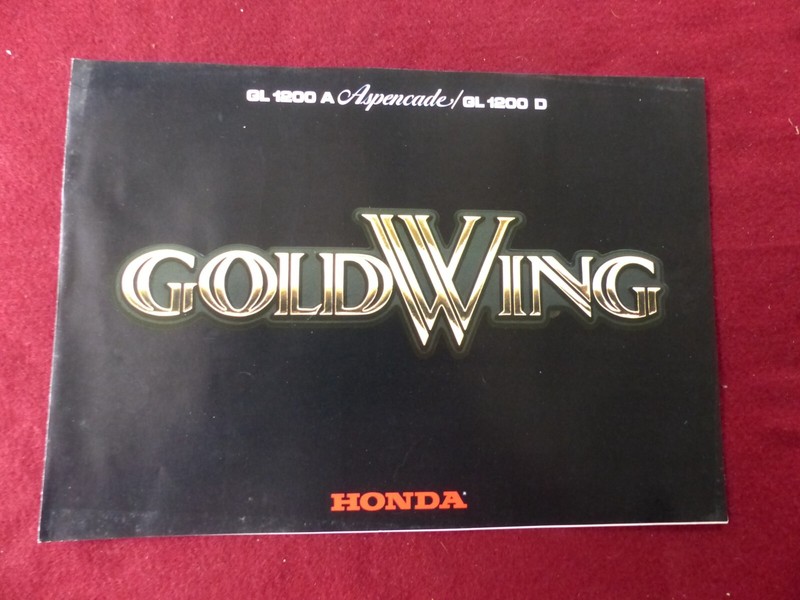 GL 1200 A Aspencade/GL 1200 D
GOLDWING
HONDA